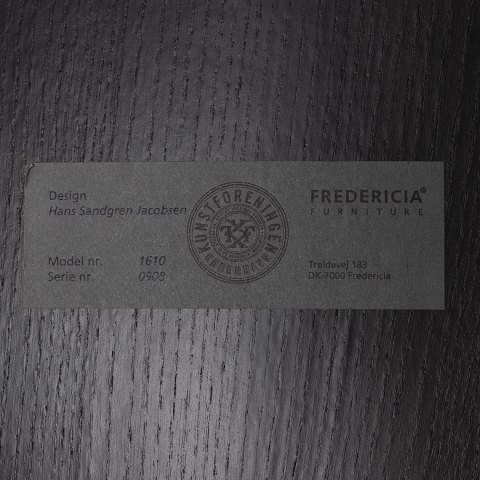 Design
Hans Sandgren Jacobsen
Model nr. 1610
Serie nr. 0908
KUNSTFORENINGEN
FREDERICIA®
FURNITURE
Treldevej 183
DK-7000 Fredericia